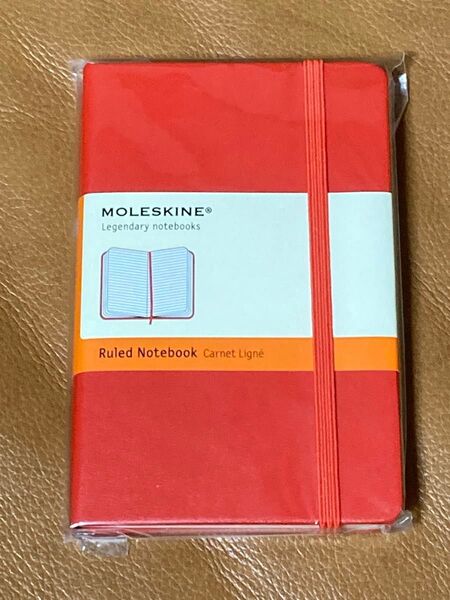 MOLESKINE®
Legendary notebooks
Ruled Notebook Carnet Ligné